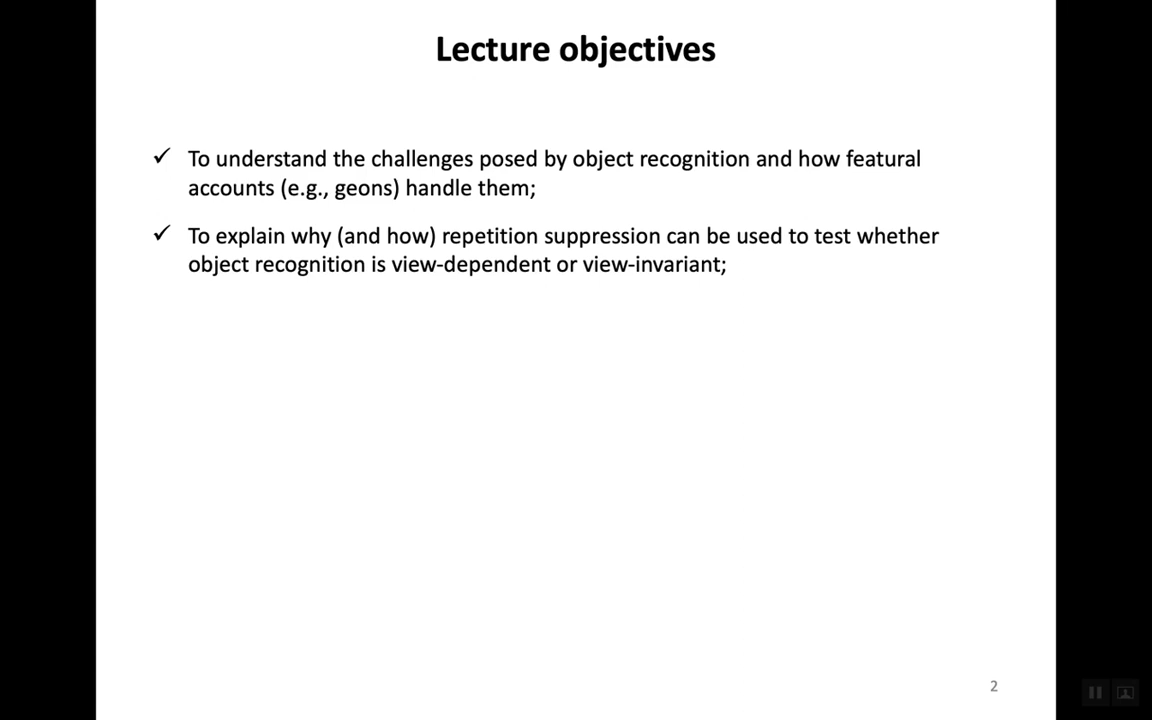 Lecture objectives
✓ To understand the challenges posed by object recognition and how featural
accounts (e.g., geons) handle them;
✓ To explain why (and how) repetition suppression can be used to test whether
object recognition is view-dependent or view-invariant;
2